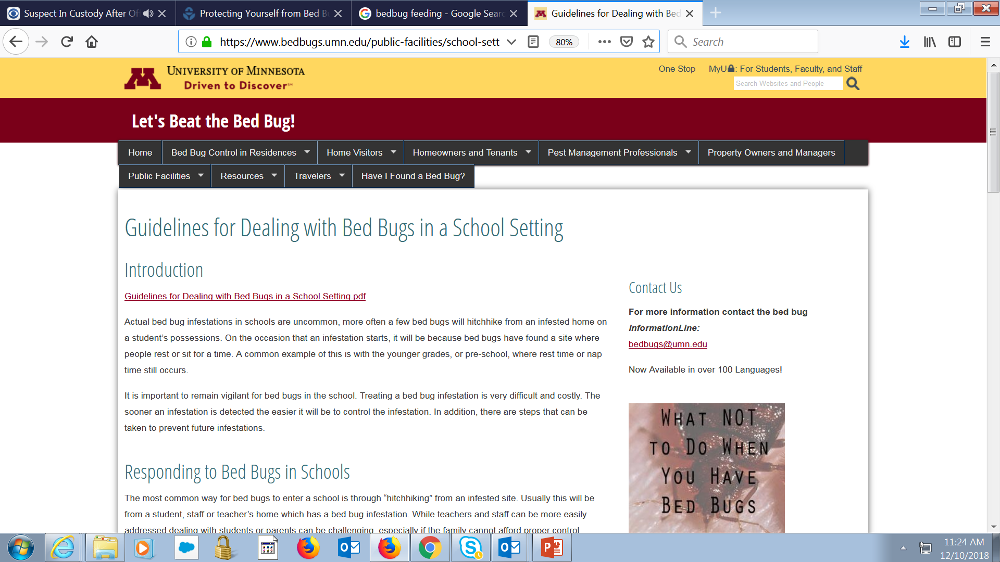 Suspect In Custody After Of
Protecting Yourself from Bed B
bedbug feeding - Google Sear
Guidelines for Dealing with Bed
https://www.bedbugs.umn.edu/public-facilities/school-sett
80%
Search
UNIVERSITY OF MINNESOTA
Driven to Discover℠
One Stop
MyU : For Students, Faculty, and Staff
Search Websites and People
Let's Beat the Bed Bug!
Home
Bed Bug Control in Residences
Home Visitors
Homeowners and Tenants
Pest Management Professionals
Property Owners and Managers
Public Facilities
Resources
Travelers
Have I Found a Bed Bug?
Guidelines for Dealing with Bed Bugs in a School Setting
Introduction
Guidelines for Dealing with Bed Bugs in a School Setting.pdf
Actual bed bug infestations in schools are uncommon, more often a few bed bugs will hitchhike from an infested home on
a student’s possessions. On the occasion that an infestation starts, it will be because bed bugs have found a site where
people rest or sit for a time. A common example of this is with the younger grades, or pre-school, where rest time or nap
time still occurs.
It is important to remain vigilant for bed bugs in the school. Treating a bed bug infestation is very difficult and costly. The
sooner an infestation is detected the easier it will be to control the infestation. In addition, there are steps that can be
taken to prevent future infestations.
Responding to Bed Bugs in Schools
The most common way for bed bugs to enter a school is through “hitchhiking” from an infested site. Usually this will be
from a student, staff or teacher’s home which has a bed bug infestation. While teachers and staff can be more easily
addressed dealing with students or parents can be challenging, especially if the family cannot afford proper control
Contact Us
For more information contact the bed bug
InformationLine:
bedbugs@umn.edu
Now Available in over 100 Languages!
WHAT NOT
TO DO WHEN
YOU HAVE
BED BUGS
11:24 AM
12/10/2018